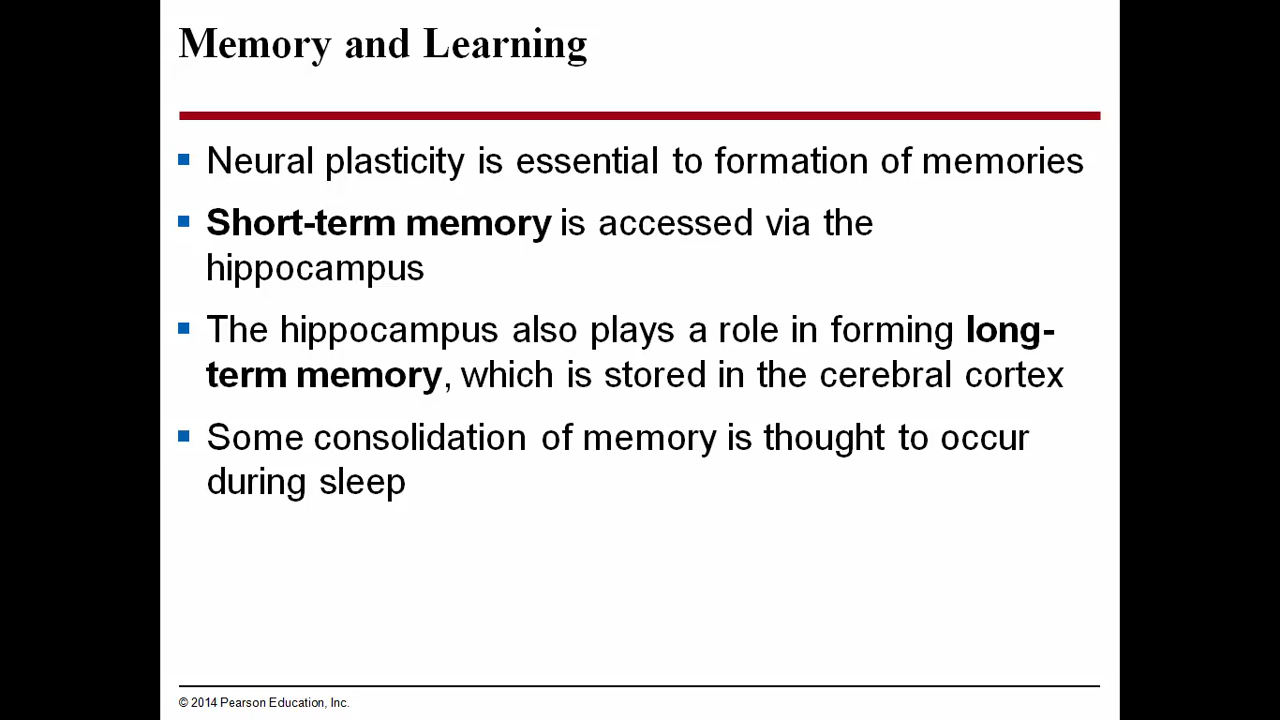 Memory and Learning
Neural plasticity is essential to formation of memories
Short-term memory is accessed via the
hippocampus
The hippocampus also plays a role in forming long-
term memory, which is stored in the cerebral cortex
Some consolidation of memory is thought to occur
during sleep
© 2014 Pearson Education, Inc.